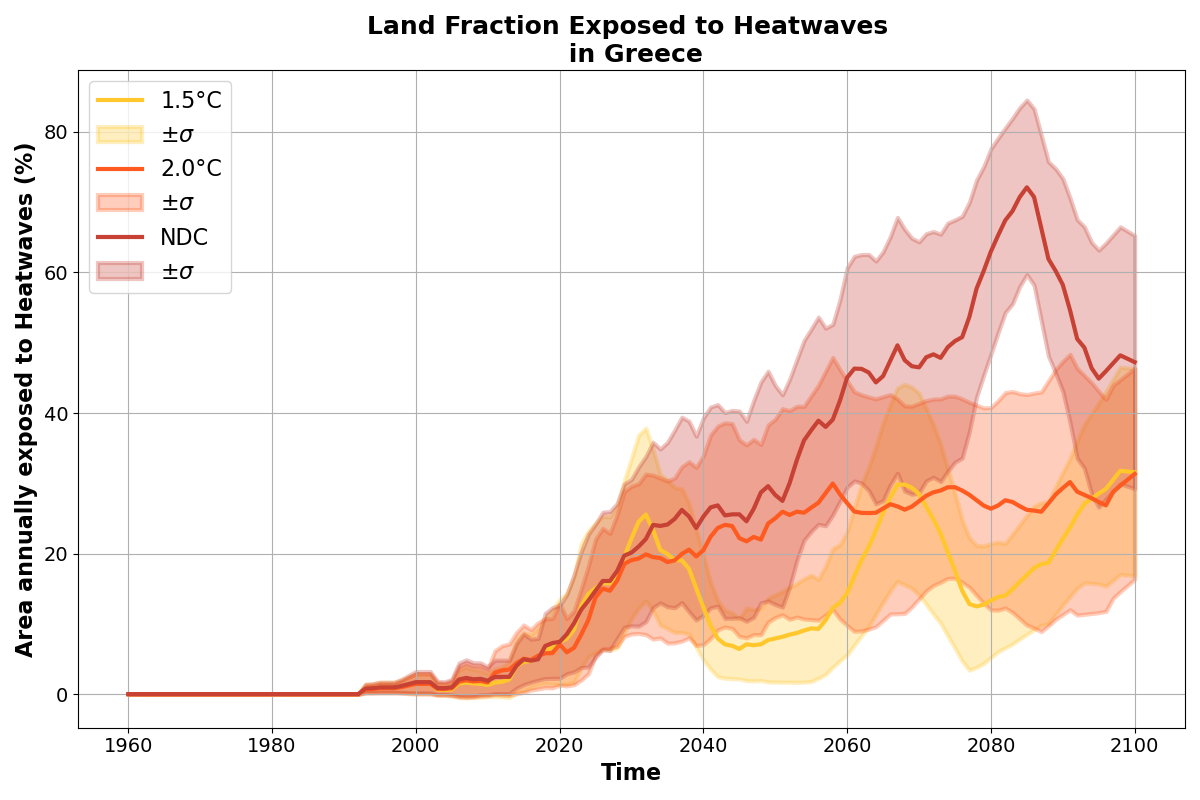 Land Fraction Exposed to Heatwaves
in Greece
Area annually exposed to Heatwaves (%)
80
60
40
20
0
1.5°C
±σ
2.0°C
±σ
NDC
±σ
1960
1980
2000
2020
2040
2060
2080
2100
Time